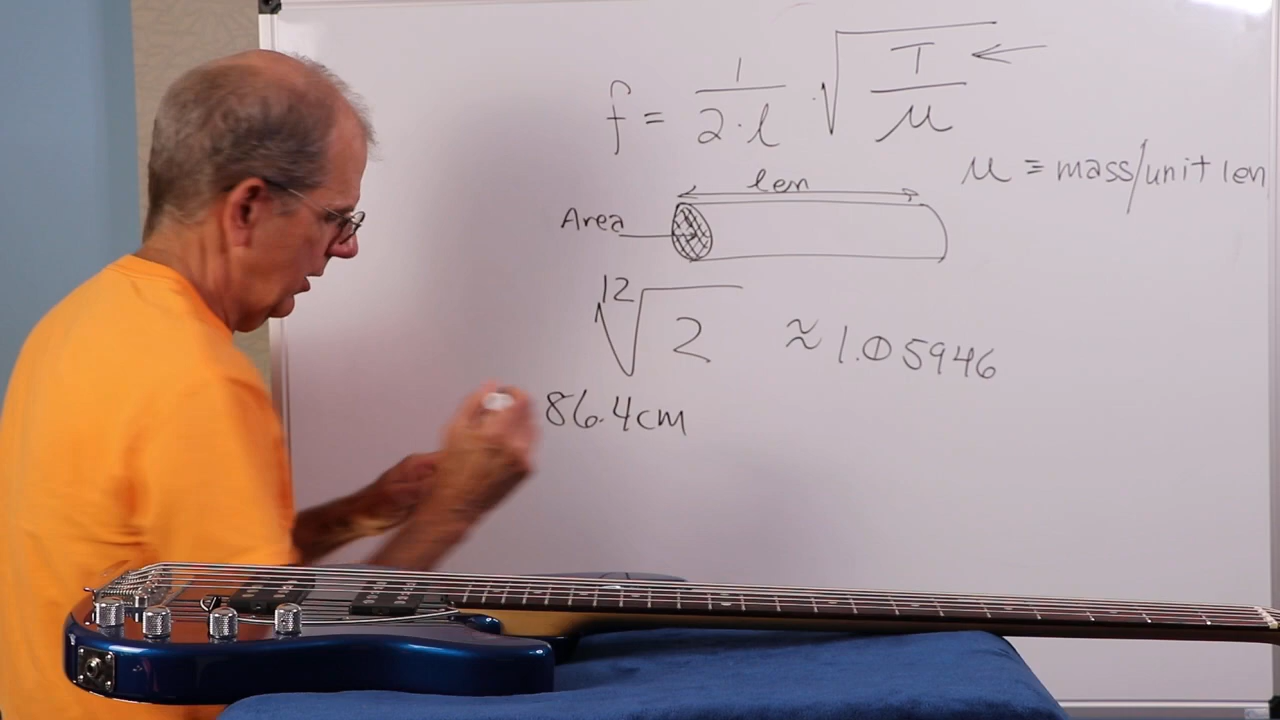 f = 1/2·l · √T/μ ←
μ = mass/unit len
len
Area
12√2 ≈ 1.05946
86.4cm